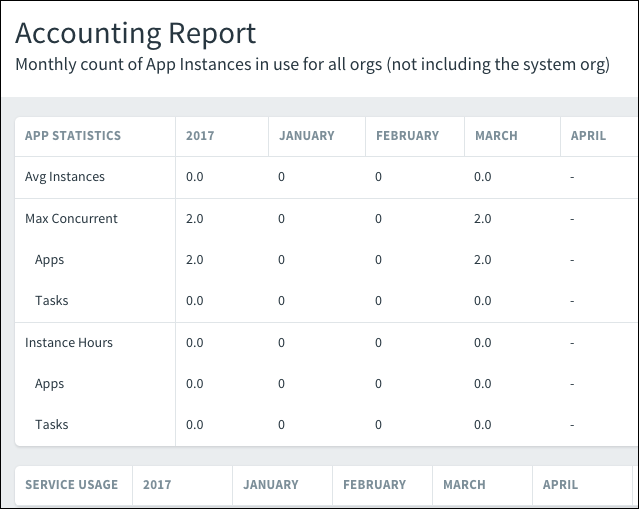 Accounting Report
Monthly count of App Instances in use for all orgs (not including the system org)
APP STATISTICS 2017 JANUARY FEBRUARY MARCH APRIL
Avg Instances 0.0 0 0 0.0 -
Max Concurrent 2.0 0 0 2.0 -
Apps 2.0 0 0 2.0 -
Tasks 0.0 0 0 0.0 -
Instance Hours 0.0 0 0 0.0 -
Apps 0.0 0 0 0.0 -
Tasks 0.0 0 0 0.0 -
SERVICE USAGE 2017 JANUARY FEBRUARY MARCH APRIL